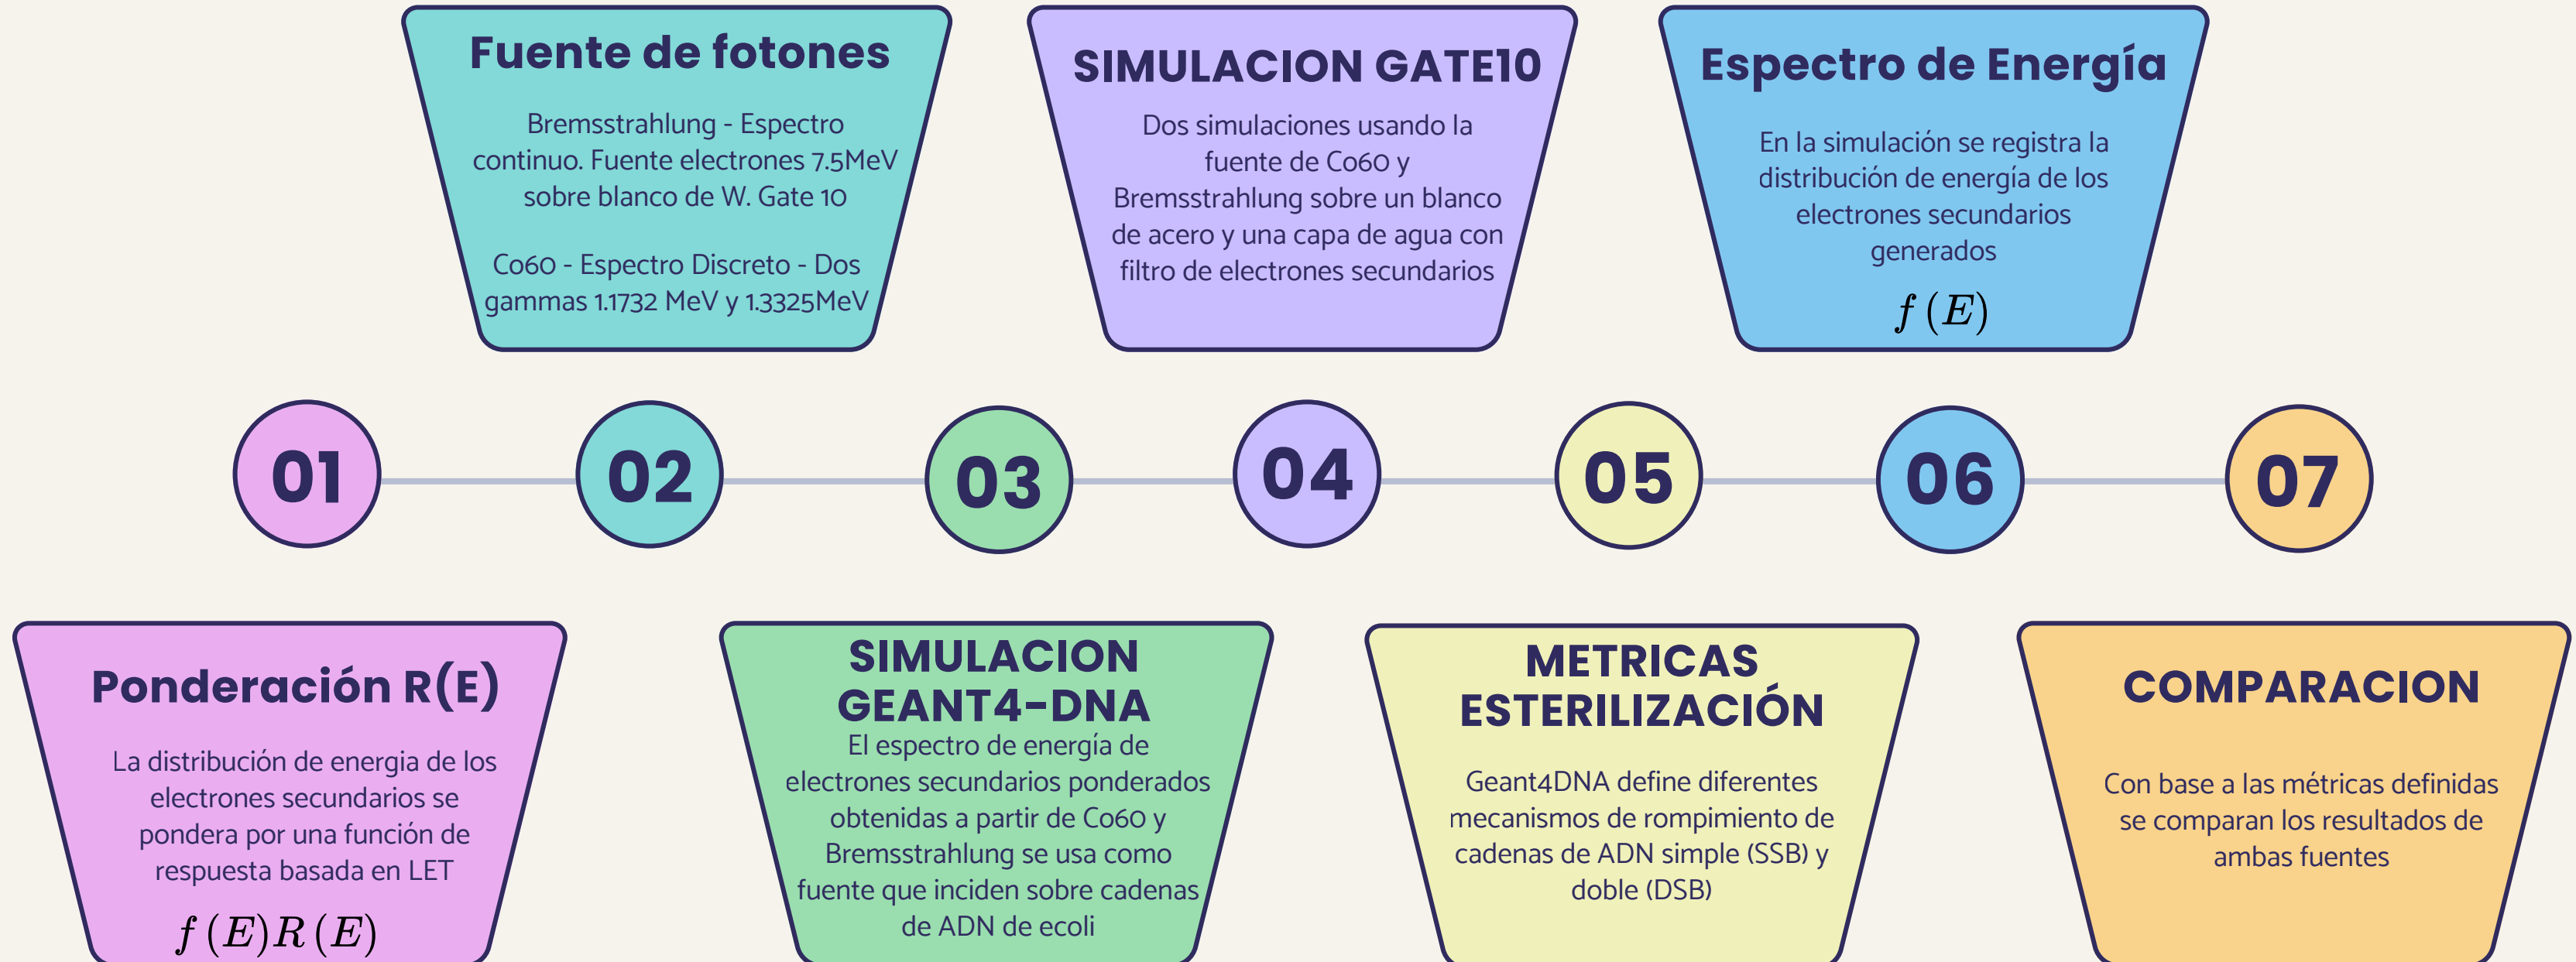 Fuente de fotones
Bremsstrahlung - Espectro
continuo. Fuente electrones 7.5MeV
sobre blanco de W. Gate 10
Co60 - Espectro Discreto - Dos
gammas 1.1732 MeV y 1.3325MeV
SIMULACION GATE10
Dos simulaciones usando la
fuente de Co60 y
Bremsstrahlung sobre un blanco
de acero y una capa de agua con
filtro de electrones secundarios
Espectro de Energía
En la simulación se registra la
distribución de energía de los
electrones secundarios
generados
f (E)
01
02
03
04
05
06
07
Ponderación R(E)
La distribución de energia de los
electrones secundarios se
pondera por una función de
respuesta basada en LET
f (E)R (E)
SIMULACION
GEANT4-DNA
El espectro de energía de
electrones secundarios ponderados
obtenidas a partir de Co60 y
Bremsstrahlung se usa como
fuente que inciden sobre cadenas
de ADN de ecoli
METRICAS
ESTERILIZACIÓN
Geant4DNA define diferentes
mecanismos de rompimiento de
cadenas de ADN simple (SSB) y
doble (DSB)
COMPARACION
Con base a las métricas definidas
se comparan los resultados de
ambas fuentes